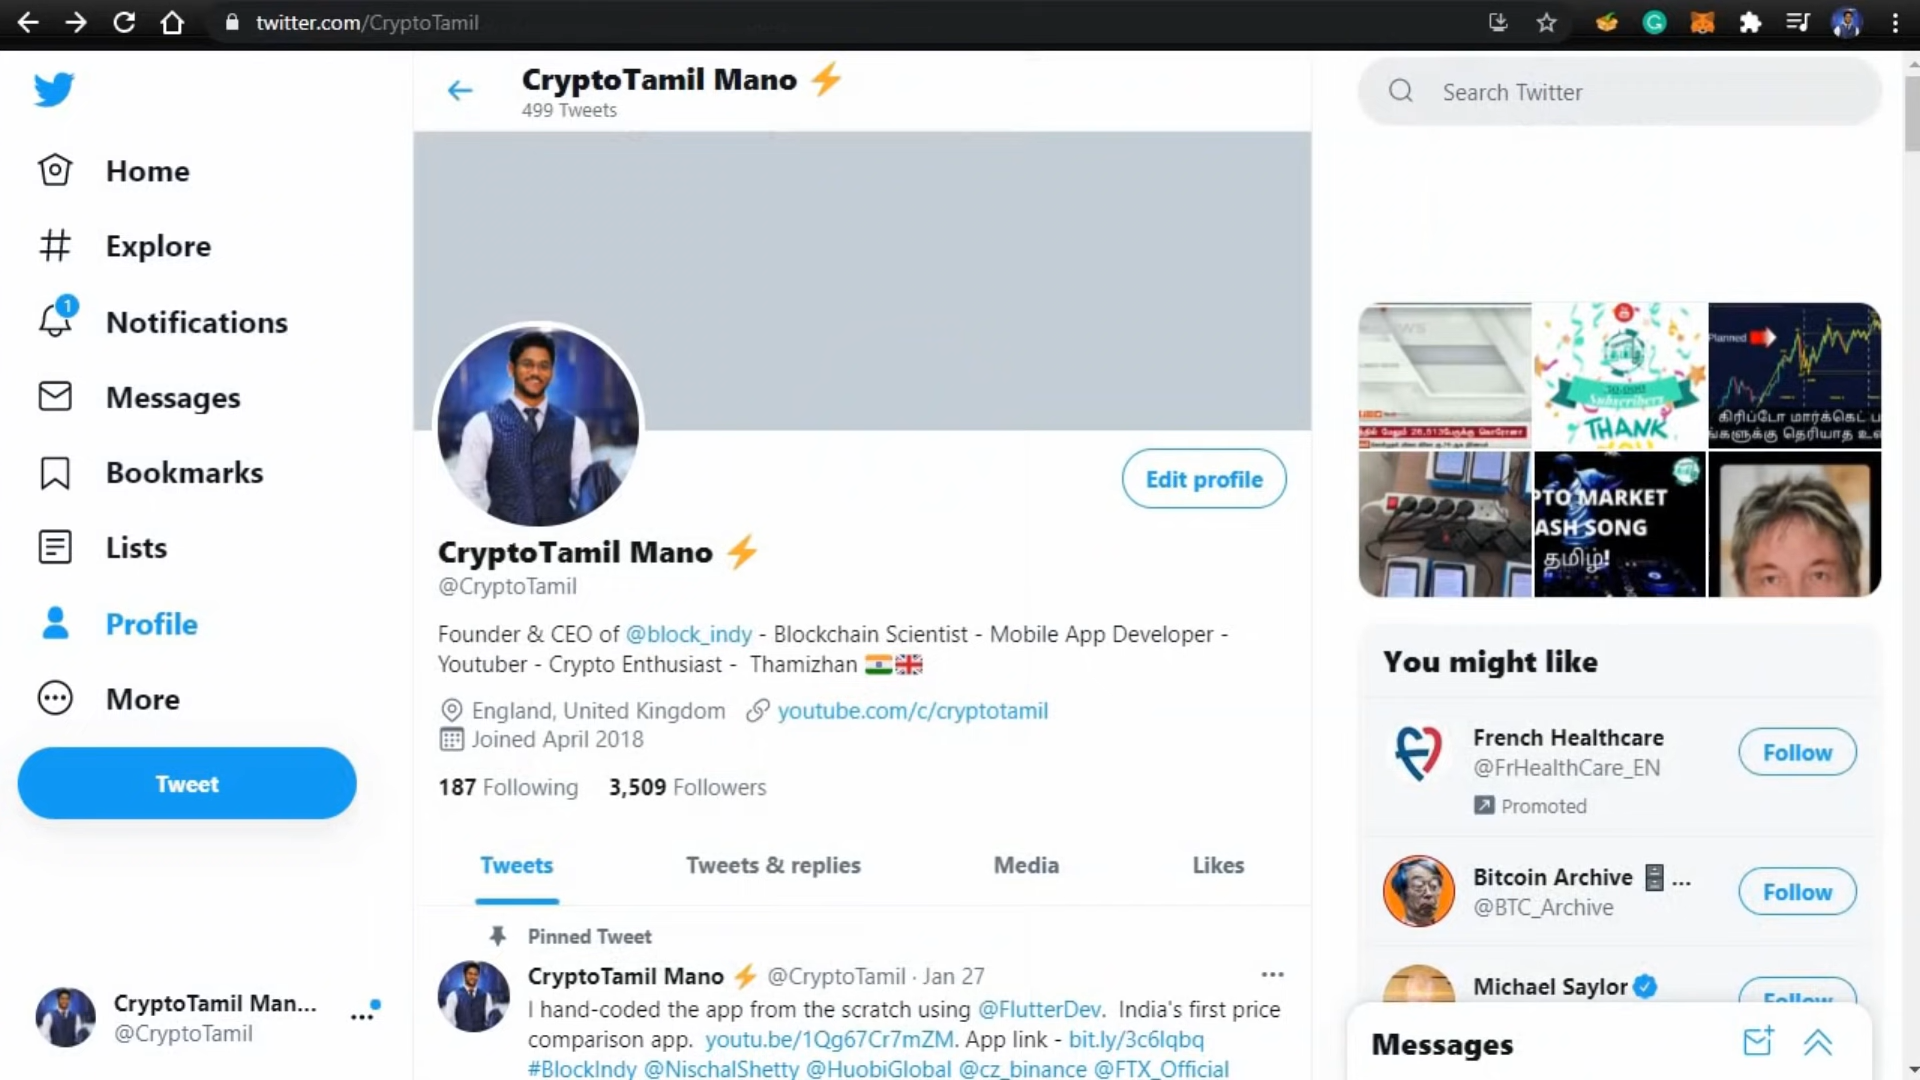 twitter.com/CryptoTamil
CryptoTamil Mano ⚡
499 Tweets
Search Twitter
Home
Explore
1
Notifications
Messages
Bookmarks
Lists
Profile
More
Tweet
Edit profile
CryptoTamil Mano ⚡
@CryptoTamil
Founder & CEO of @block_indy - Blockchain Scientist - Mobile App Developer -
Youtuber - Crypto Enthusiast - Thamizhan 🇮🇳🇬🇧
England, United Kingdom youtube.com/c/cryptotamil
Joined April 2018
187 Following 3,509 Followers
Tweets Tweets & replies Media Likes
Pinned Tweet
CryptoTamil Mano ⚡ @CryptoTamil · Jan 27
I hand-coded the app from the scratch using @FlutterDev. India's first price
comparison app. youtu.be/1Qg67Cr7mZM. App link - bit.ly/3c6lqbq
#BlockIndy @NischalShetty @HuobiGlobal @cz_binance @FTX_Official
CryptoTamil Man...
@CryptoTamil
Subscribers
THANK
Planned
கிரிப்டோ மார்க்கெட்
தெரியாத
PTO MARKET
ASH SONG
தமிழ்!
You might like
French Healthcare
@FrHealthCare_EN
Promoted
Follow
Bitcoin Archive 🗄️ ...
@BTC_Archive
Follow
Michael Saylor
Follow
Messages